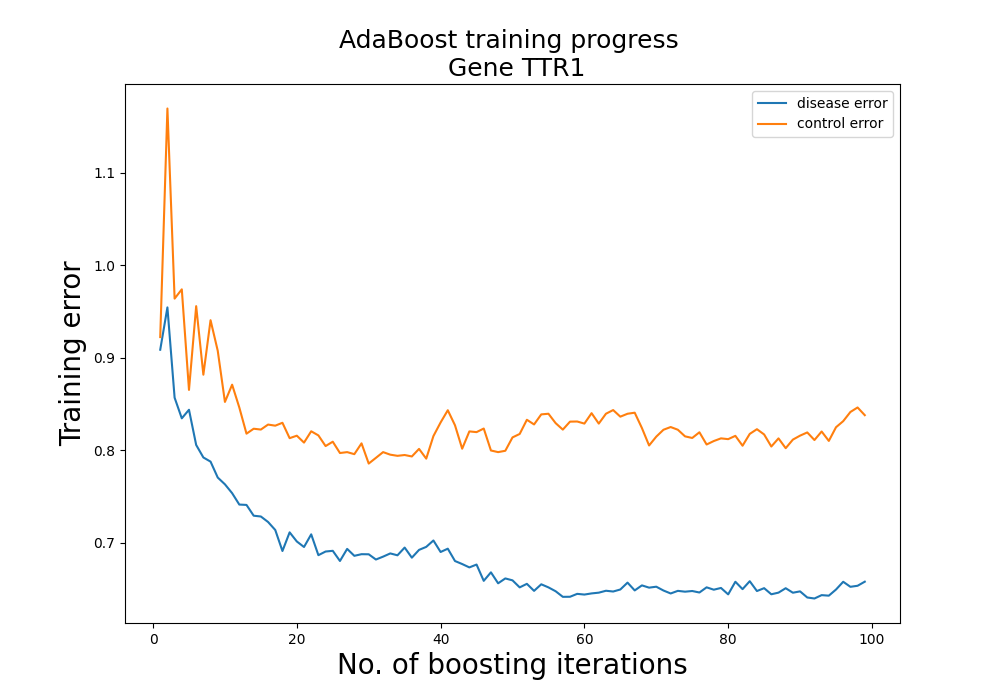 AdaBoost training progress
Gene TTR1
disease error
control error
Training error
1.1
1.0
0.9
0.8
0.7
0 20 40 60 80 100
No. of boosting iterations